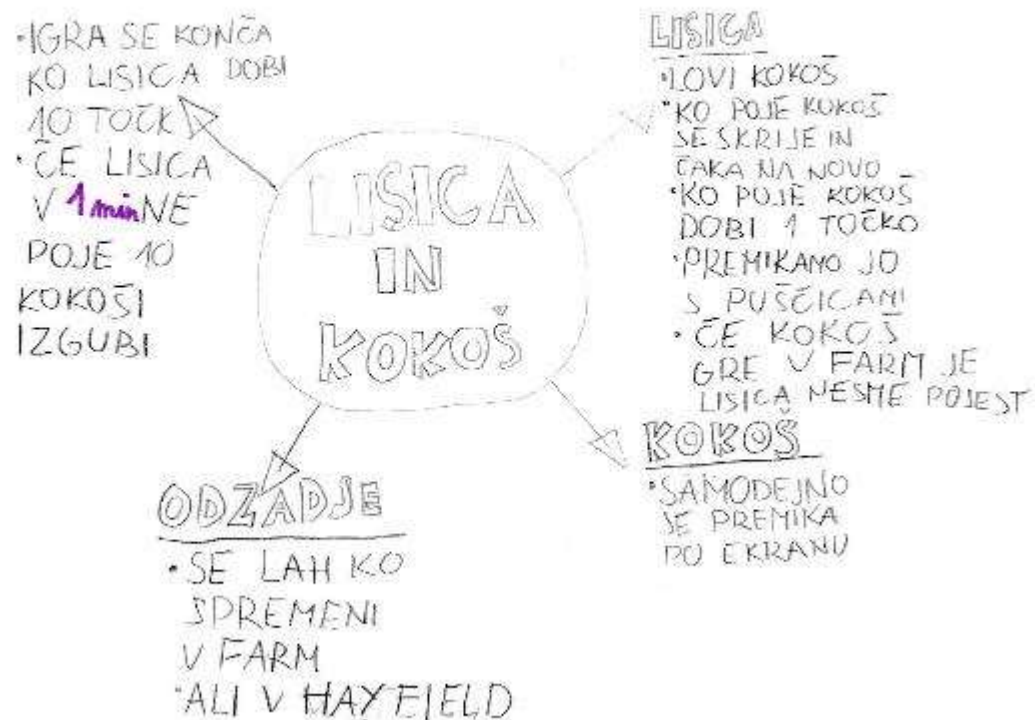 •IGRA SE KONČA
KO LISICA DOBI
10 TOČK
•ČE LISICA
V 1min NE
POJE 10
KOKOŠI
IZGUBI
LISICA
IN
KOKOŠ
LISICA
•LOVI KOKOŠ
•KO POJE KOKOŠ
SE SKRIJE IN
ČAKA NA NOVO
•KO POJE KOKOŠ
DOBI 1 TOČKO
•PREMIKAMO JO
S PUŠČICAMI
•ČE KOKOŠ
GRE V FARM JE
LISICA NESME POJEST
KOKOŠ
•SAMODEJNO
SE PREMIKA
PO EKRANU
ODZADJE
•SE LAHKO
SPREMENI
V FARM
•ALI V HAYFIELD